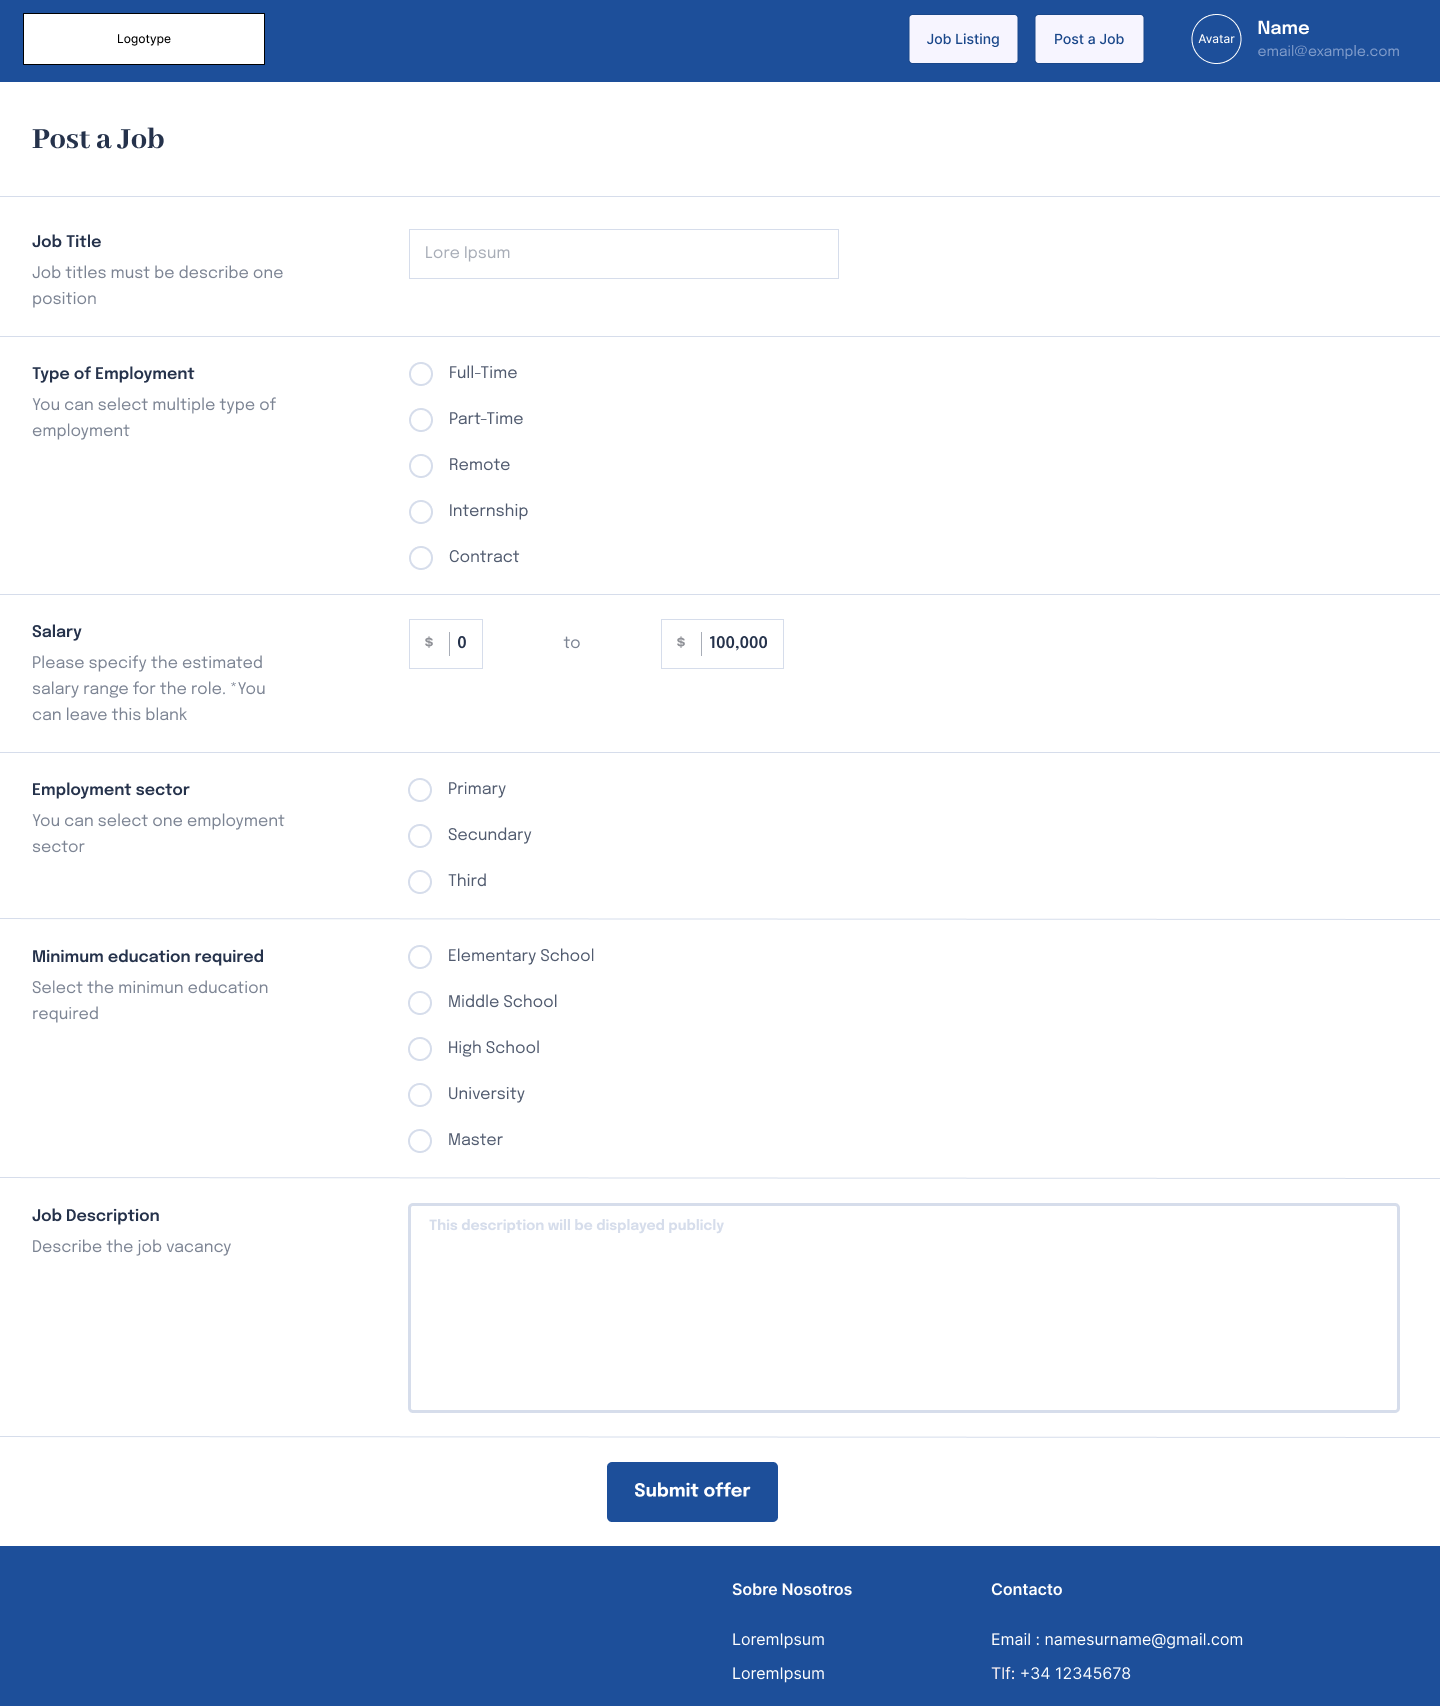 Logotype
Job Listing
Post a Job
Avatar
Name
email@example.com
Post a Job
Job Title
Job titles must be describe one
position
Lore Ipsum
Type of Employment
You can select multiple type of
employment
Full-Time
Part-Time
Remote
Internship
Contract
Salary
Please specify the estimated
salary range for the role. *You
can leave this blank
$ 0 to $ 100,000
Employment sector
You can select one employment
sector
Primary
Secundary
Third
Minimum education required
Select the minimun education
required
Elementary School
Middle School
High School
University
Master
Job Description
Describe the job vacancy
This description will be displayed publicly
Submit offer
Sobre Nosotros
LoremIpsum
LoremIpsum
Contacto
Email : namesurname@gmail.com
Tlf: +34 12345678